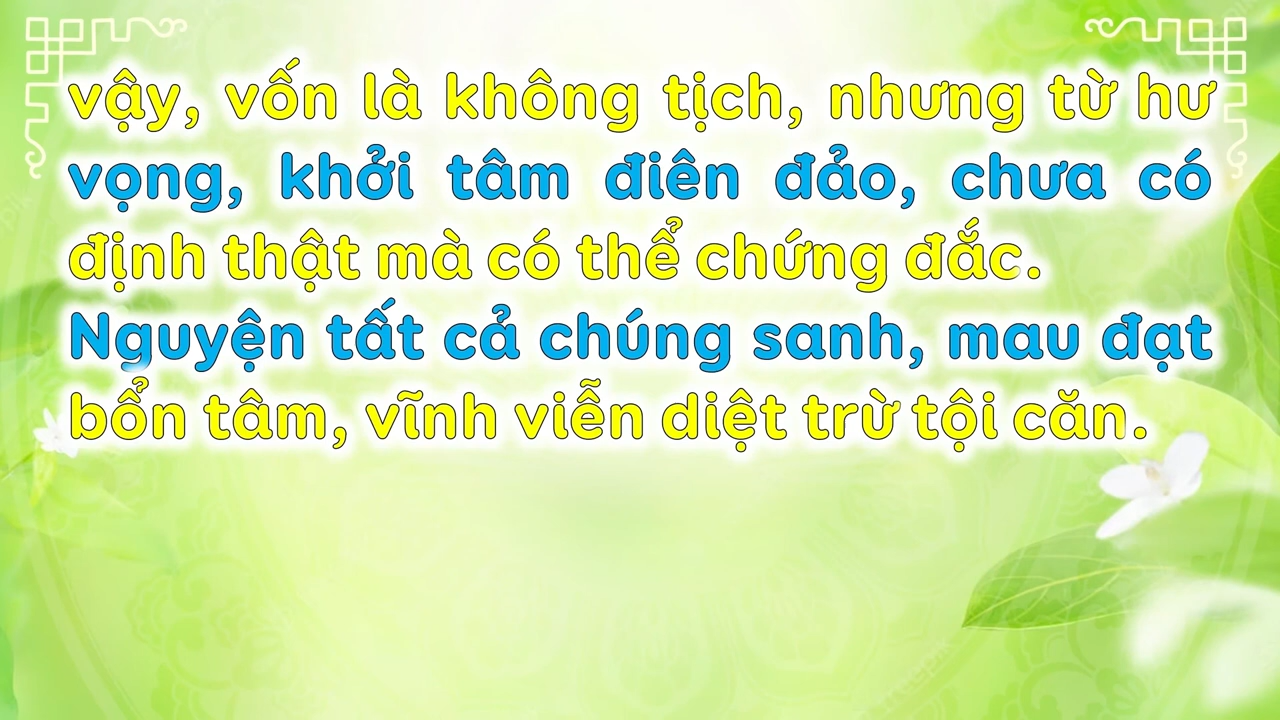 vậy, vốn là không tịch, nhưng từ hư
vọng, khởi tâm điên đảo, chưa có
định thật mà có thể chứng đắc.
Nguyện tất cả chúng sanh, mau đạt
bổn tâm, vĩnh viễn diệt trừ tội căn.